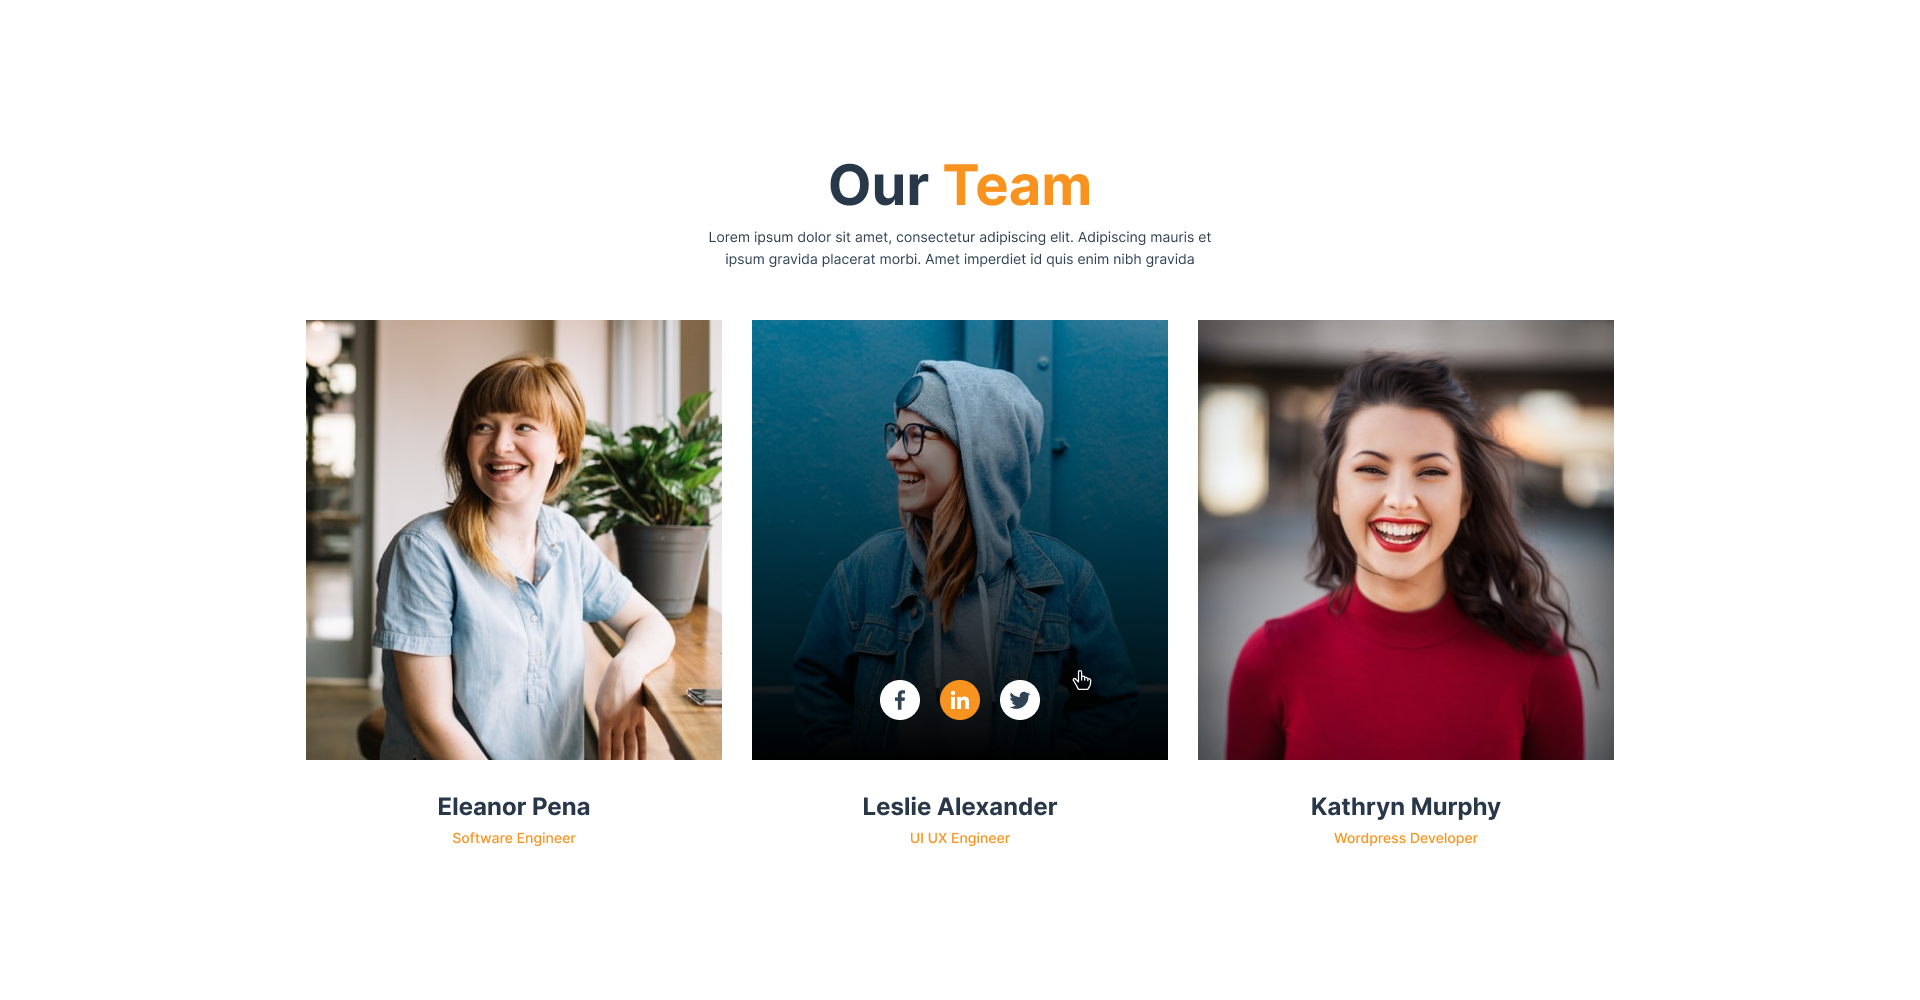 Our Team
Lorem ipsum dolor sit amet, consectetur adipiscing elit. Adipiscing mauris et
ipsum gravida placerat morbi. Amet imperdiet id quis enim nibh gravida
f in
Eleanor Pena
Software Engineer
Leslie Alexander
UI UX Engineer
Kathryn Murphy
Wordpress Developer